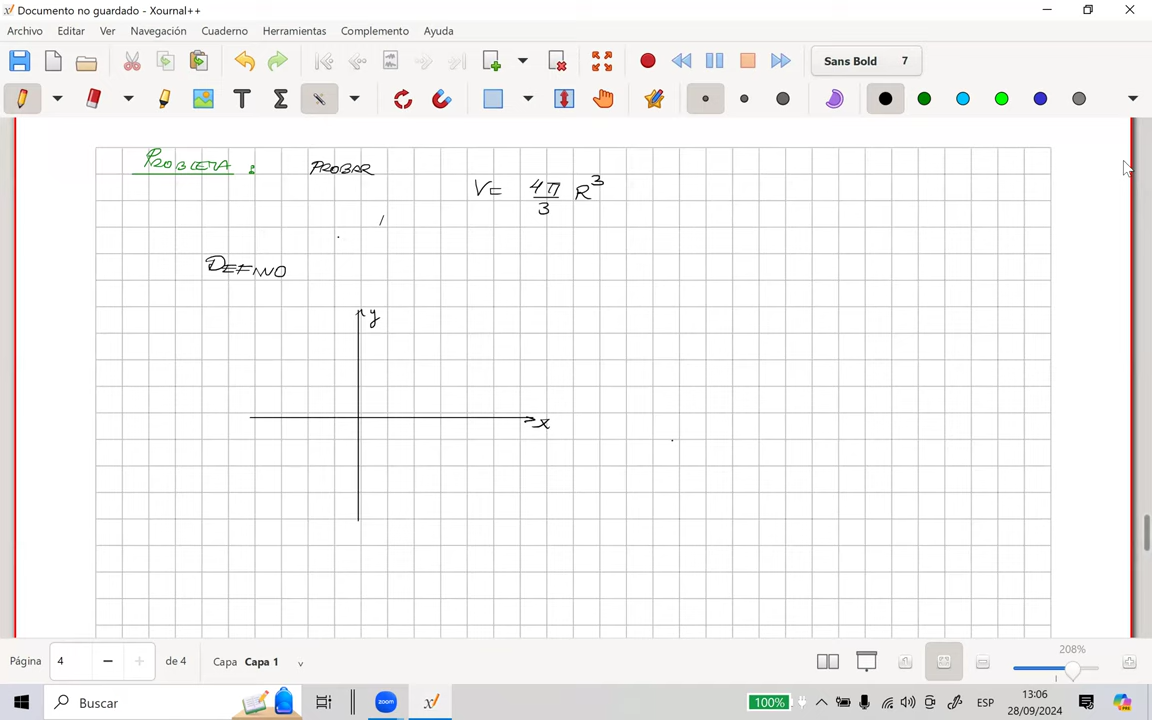 Documento no guardado - Xournal++
Archivo Editar Ver Navegación Cuaderno Herramientas Complemento Ayuda
Sans Bold 7
PROBLEMA : PROBAR
V = 4π/3 R³
DEFINO
y
x
Página 4 de 4 Capa Capa 1
208%
Buscar
zoom
100%
ESP
13:06
28/09/2024